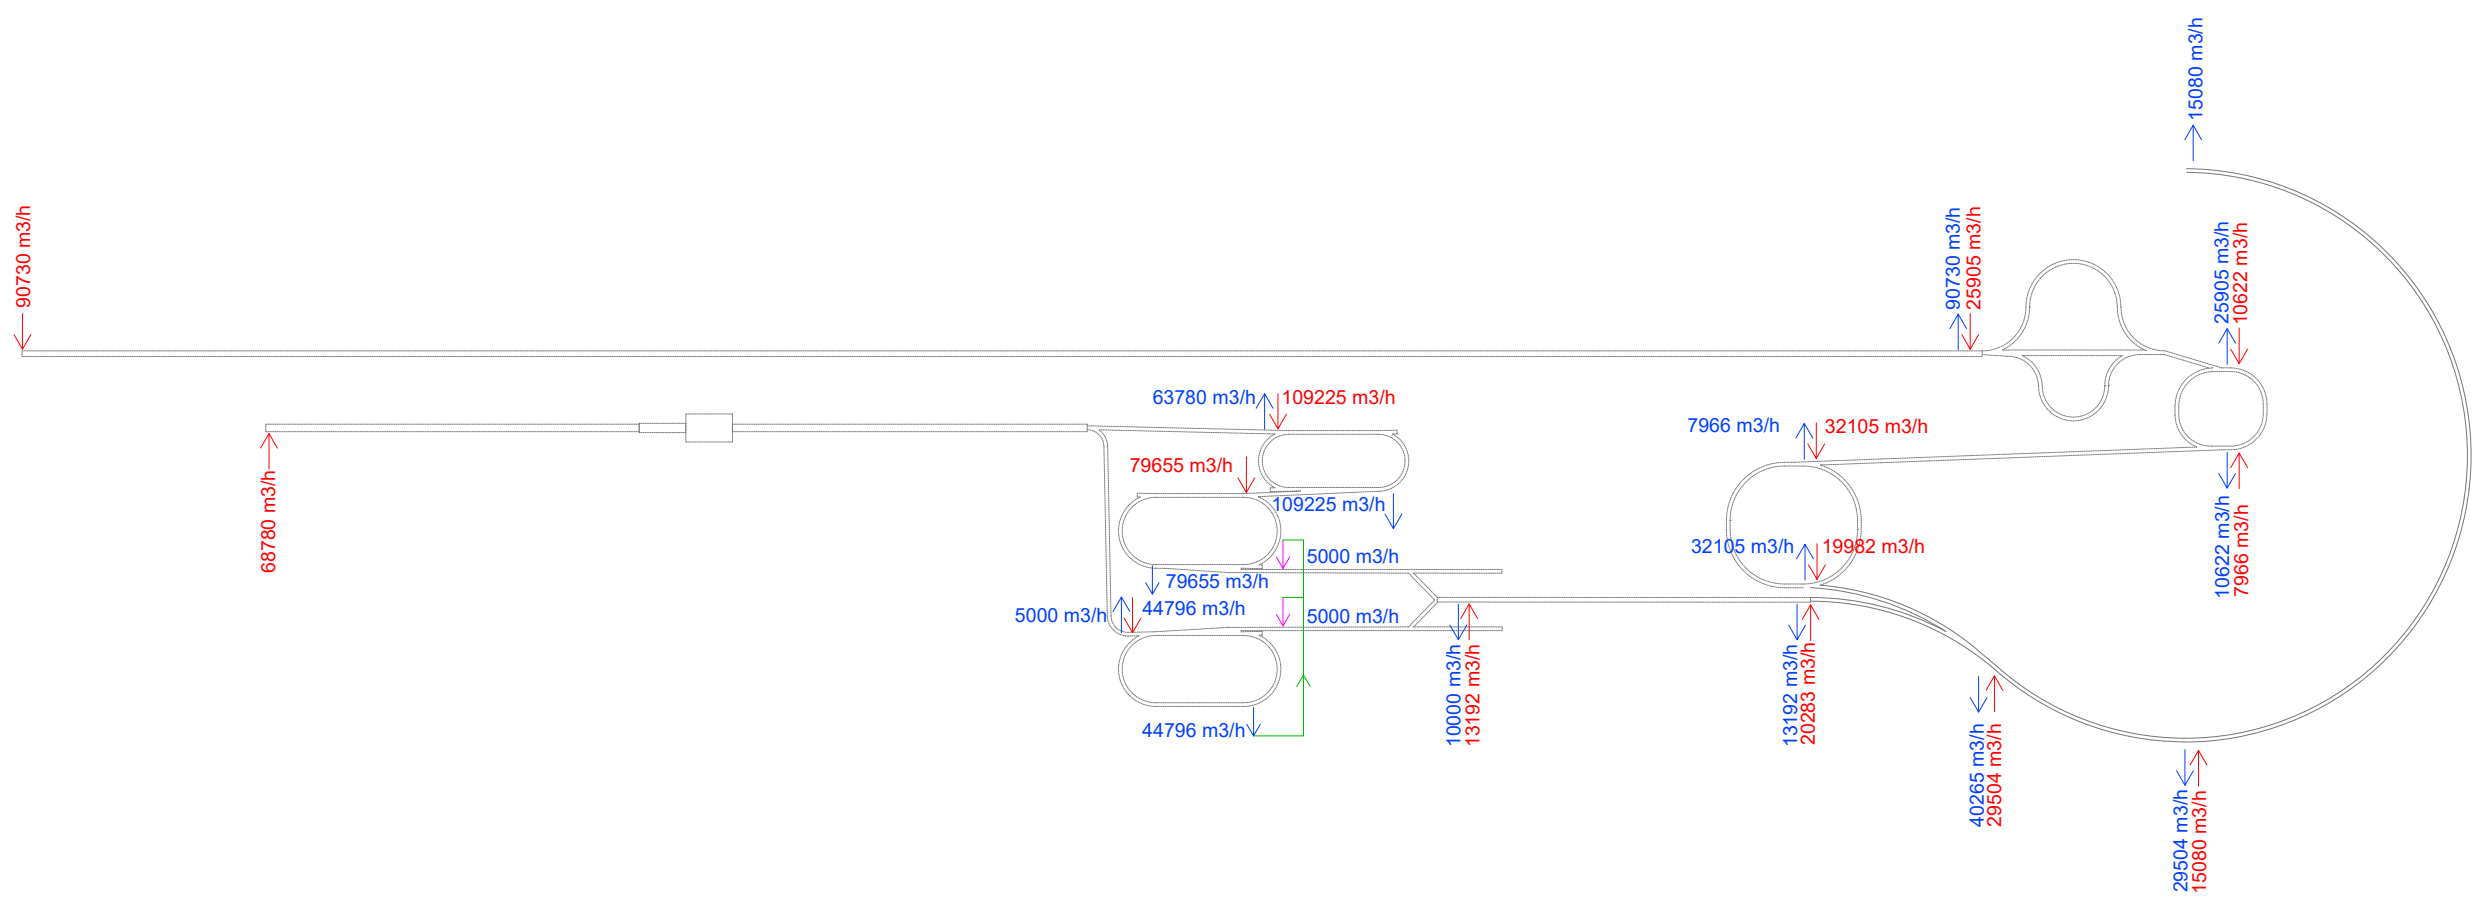 15080 m3/h
90730 m3/h
90730 m3/h
25905 m3/h
25905 m3/h
10622 m3/h
63780 m3/h
109225 m3/h
7966 m3/h
32105 m3/h
79655 m3/h
68780 m3/h
109225 m3/h
10622 m3/h
7966 m3/h
32105 m3/h
19982 m3/h
5000 m3/h
79655 m3/h
5000 m3/h
44796 m3/h
5000 m3/h
10000 m3/h
13192 m3/h
13192 m3/h
20283 m3/h
44796 m3/h
40265 m3/h
29504 m3/h
29504 m3/h
15080 m3/h